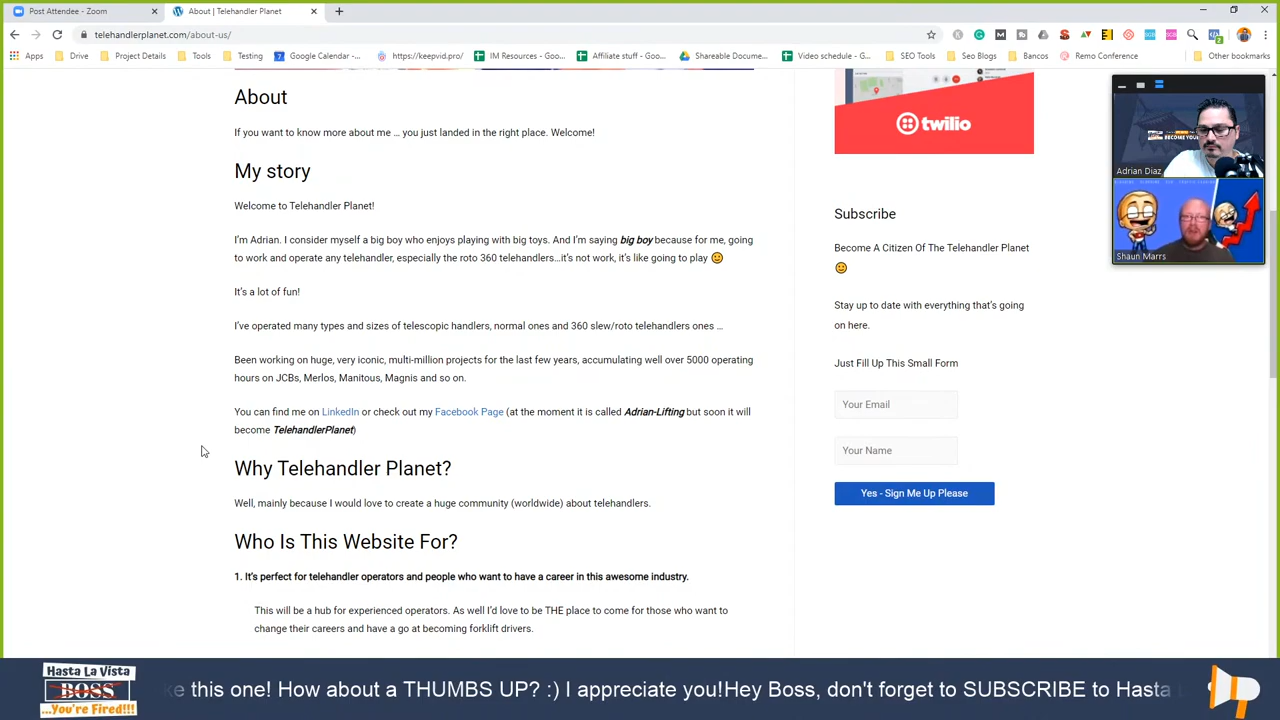 Post Attendee - Zoom
About | Telehandler Planet
telehandlerplanet.com/about-us/
Apps
Drive
Project Details
Tools
Testing
Google Calendar -...
https://keepvid.pro/
IM Resources - Goo...
Affiliate stuff - Goo...
Shareable Docume...
Video schedule - G...
SEO Tools
Seo Blogs
Bancos
Remo Conference
Other bookmarks
About
If you want to know more about me … you just landed in the right place. Welcome!
My story
Welcome to Telehandler Planet!
I'm Adrian. I consider myself a big boy who enjoys playing with big toys. And I'm saying big boy because for me, going
to work and operate any telehandler, especially the roto 360 telehandlers…it's not work, it's like going to play
It's a lot of fun!
I've operated many types and sizes of telescopic handlers, normal ones and 360 slew/roto telehandlers ones …
Been working on huge, very iconic, multi-million projects for the last few years, accumulating well over 5000 operating
hours on JCBs, Merlos, Manitous, Magnis and so on.
You can find me on LinkedIn or check out my Facebook Page (at the moment it is called Adrian-Lifting but soon it will
become TelehandlerPlanet)
Why Telehandler Planet?
Well, mainly because I would love to create a huge community (worldwide) about telehandlers.
Who Is This Website For?
1. It's perfect for telehandler operators and people who want to have a career in this awesome industry.
This will be a hub for experienced operators. As well I'd love to be THE place to come for those who want to
change their careers and have a go at becoming forklift drivers.
twilio
Subscribe
Become A Citizen Of The Telehandler Planet
Stay up to date with everything that's going
on here.
Just Fill Up This Small Form
Your Email
Your Name
Yes - Sign Me Up Please
Adrian Diaz
Shaun Marrs
Hasta La Vista
BOSS
...You're Fired!!!
ke this one! How about a THUMBS UP? :) I appreciate you!Hey Boss, don't forget to SUBSCRIBE to Hasta